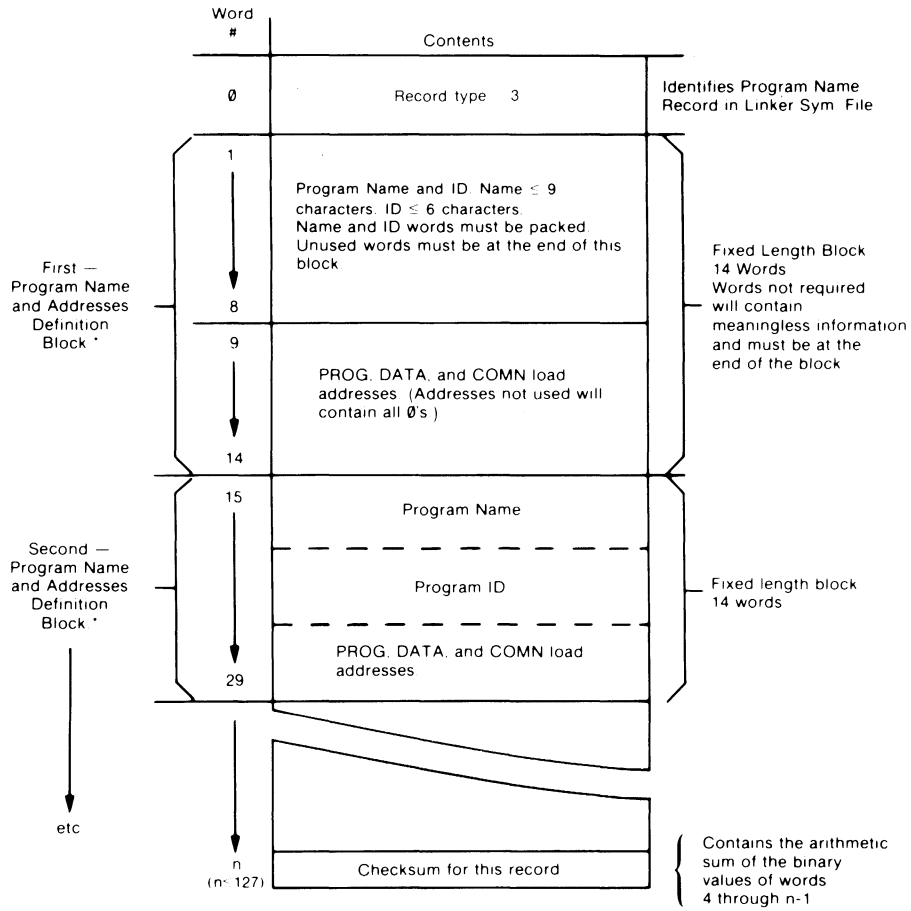 Word
#
Contents
Ø
Record type 3
Identifies Program Name
Record in Linker Sym File
1
Program Name and ID. Name ≤ 9
characters. ID ≤ 6 characters.
Name and ID words must be packed.
Unused words must be at the end of this
block
8
First —
Program Name
and Addresses
Definition
Block *
Fixed Length Block
14 Words
Words not required
will contain
meaningless information
and must be at the
end of the block
9
PROG, DATA, and COMN load
addresses (Addresses not used will
contain all Ø's )
14
15
Program Name
Second —
Program Name
and Addresses
Definition
Block *
Program ID
Fixed length block
14 words
PROG, DATA, and COMN load
addresses
29
etc
n
(n≤127)
Checksum for this record
Contains the arithmetic
sum of the binary
values of words
4 through n-1